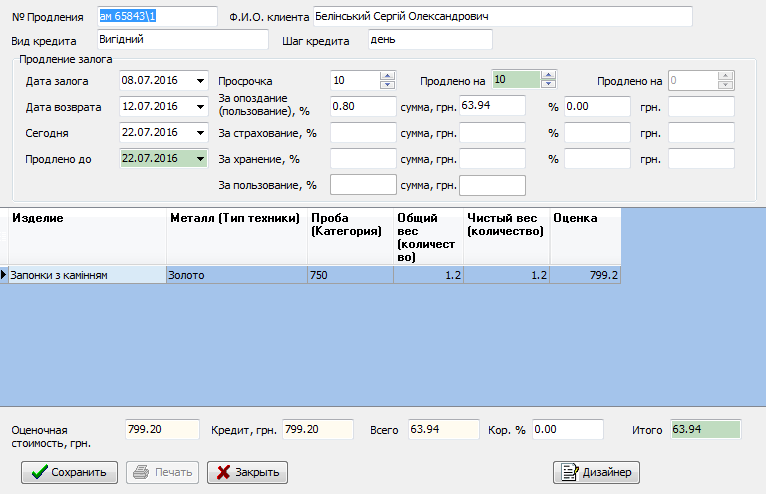 № Продления ам 65843\1 Ф.И.О. клиента Белінський Сергій Олександрович
Вид кредита Вигідний Шаг кредита день
Продление залога
Дата залога 08.07.2016 Просрочка 10 Продлено на 10 Продлено на 0
Дата возврата 12.07.2016 За опоздание (пользование), % 0.80 сумма, грн. 63.94 % 0.00 грн.
Сегодня 22.07.2016 За страхование, % сумма, грн. % грн.
Продлено до 22.07.2016 За хранение, % сумма, грн. % грн.
За пользование, % сумма, грн.
Изделие Металл (Тип техники) Проба (Категория) Общий вес (количество) Чистый вес (количество) Оценка
Запонки з камінням Золото 750 1.2 1.2 799.2
Оценочная стоимость, грн. 799.20 Кредит, грн. 799.20 Всего 63.94 Кор. % 0.00 Итого 63.94
Сохранить Печать Закрыть Дизайнер